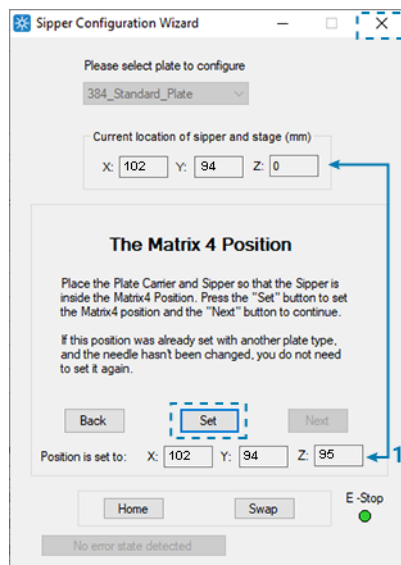 Sipper Configuration Wizard
Please select plate to configure
384_Standard_Plate
Current location of sipper and stage (mm)
X: 102 Y: 94 Z: 0
The Matrix 4 Position
Place the Plate Carrier and Sipper so that the Sipper is
inside the Matrix4 Position. Press the "Set" button to set
the Matrix4 position and the "Next" button to continue.
If this position was already set with another plate type,
and the needle hasn't been changed, you do not need
to set it again.
Back Set Next
Position is set to: X: 102 Y: 94 Z: 95 1
Home Swap E -Stop
No error state detected